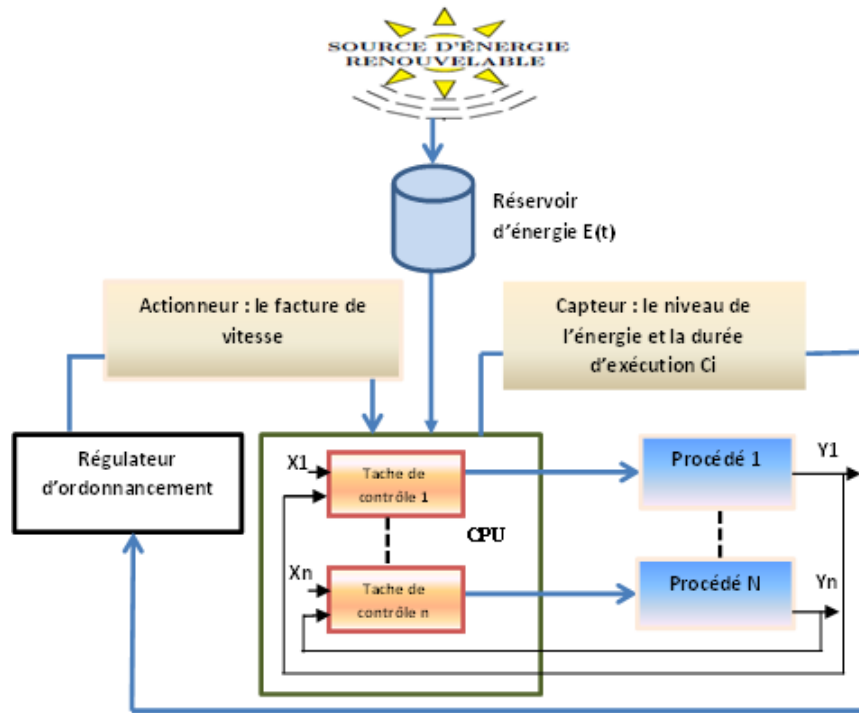 SOURCE D'ÉNERGIE
RENOUVELABLE
Réservoir
d'énergie E(t)
Actionneur : le facture de
vitesse
Capteur : le niveau de
l'énergie et la durée
d'exécution Ci
Régulateur
d'ordonnancement
X1
Tache de
contrôle 1
Procédé 1
Y1
CPU
Xn
Tache de
contrôle n
Procédé N
Yn